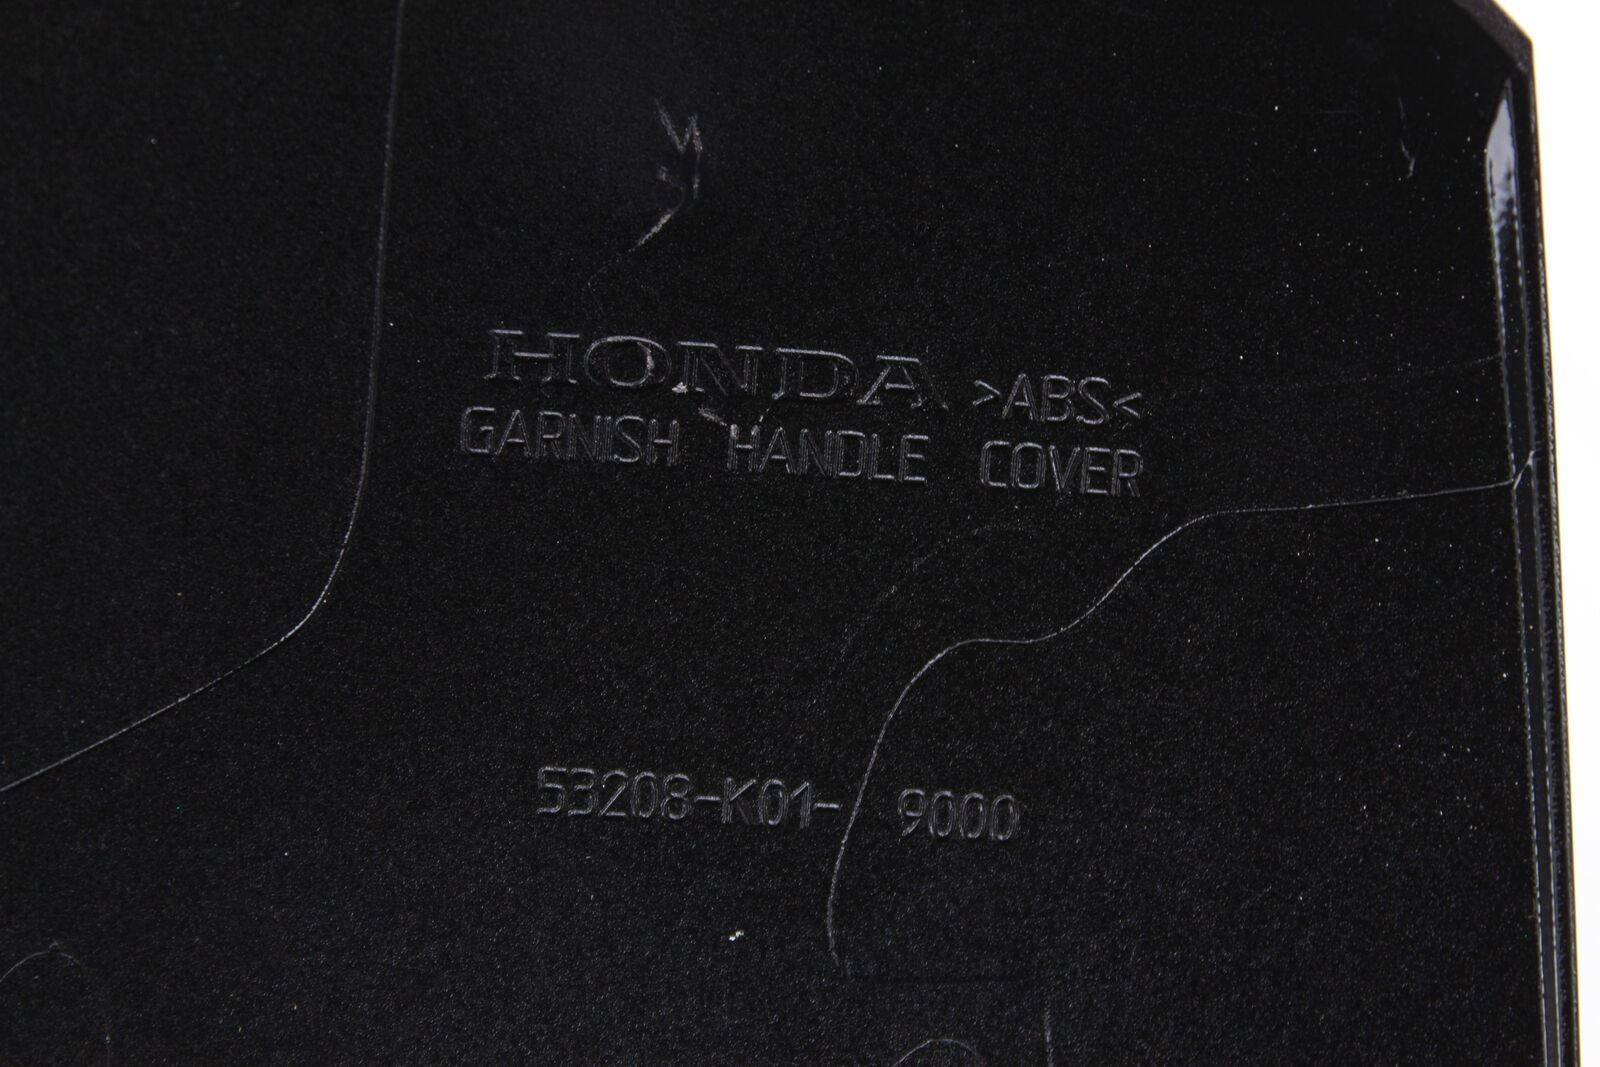 HONDA >ABS<
GARNISH HANDLE COVER
53208-K01- 9000